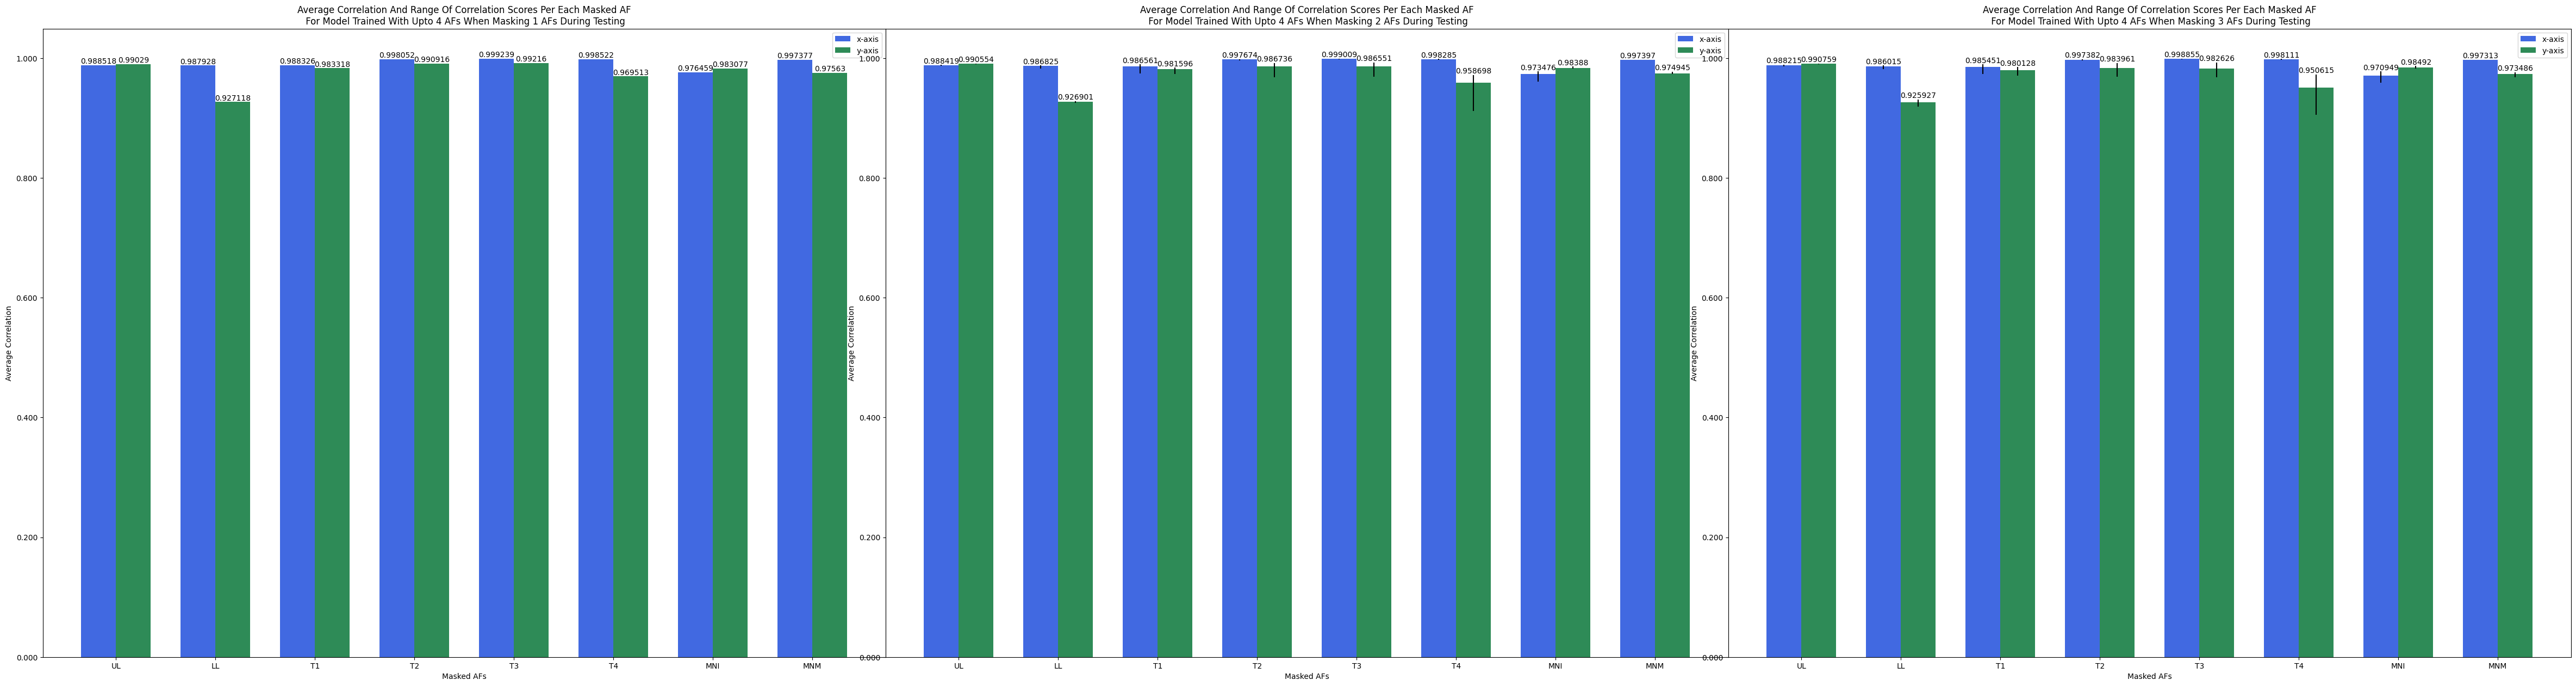 Average Correlation And Range Of Correlation Scores Per Each Masked AF
For Model Trained With Upto 4 AFs When Masking 1 AFs During Testing
x-axis
y-axis
1.000
0.800
0.600
0.400
0.200
0.000
Average Correlation
0.988518
0.99029
0.987928
0.927118
0.988326
0.983318
0.998052
0.990916
0.999239
0.99216
0.998522
0.969513
0.976459
0.983077
0.997377
0.97563
UL
LL
T1
T2
T3
T4
MNI
MNM
Masked AFs
Average Correlation And Range Of Correlation Scores Per Each Masked AF
For Model Trained With Upto 4 AFs When Masking 2 AFs During Testing
x-axis
y-axis
1.000
0.800
0.600
0.400
0.200
0.000
Average Correlation
0.988419
0.990554
0.986825
0.926901
0.986561
0.981596
0.997674
0.986736
0.999009
0.986551
0.998285
0.958698
0.973476
0.98388
0.997397
0.974945
UL
LL
T1
T2
T3
T4
MNI
MNM
Masked AFs
Average Correlation And Range Of Correlation Scores Per Each Masked AF
For Model Trained With Upto 4 AFs When Masking 3 AFs During Testing
x-axis
y-axis
1.000
0.800
0.600
0.400
0.200
0.000
Average Correlation
0.988215
0.990759
0.986015
0.925927
0.985451
0.980128
0.997382
0.983961
0.998855
0.982626
0.998111
0.950615
0.970949
0.98492
0.997313
0.973486
UL
LL
T1
T2
T3
T4
MNI
MNM
Masked AFs